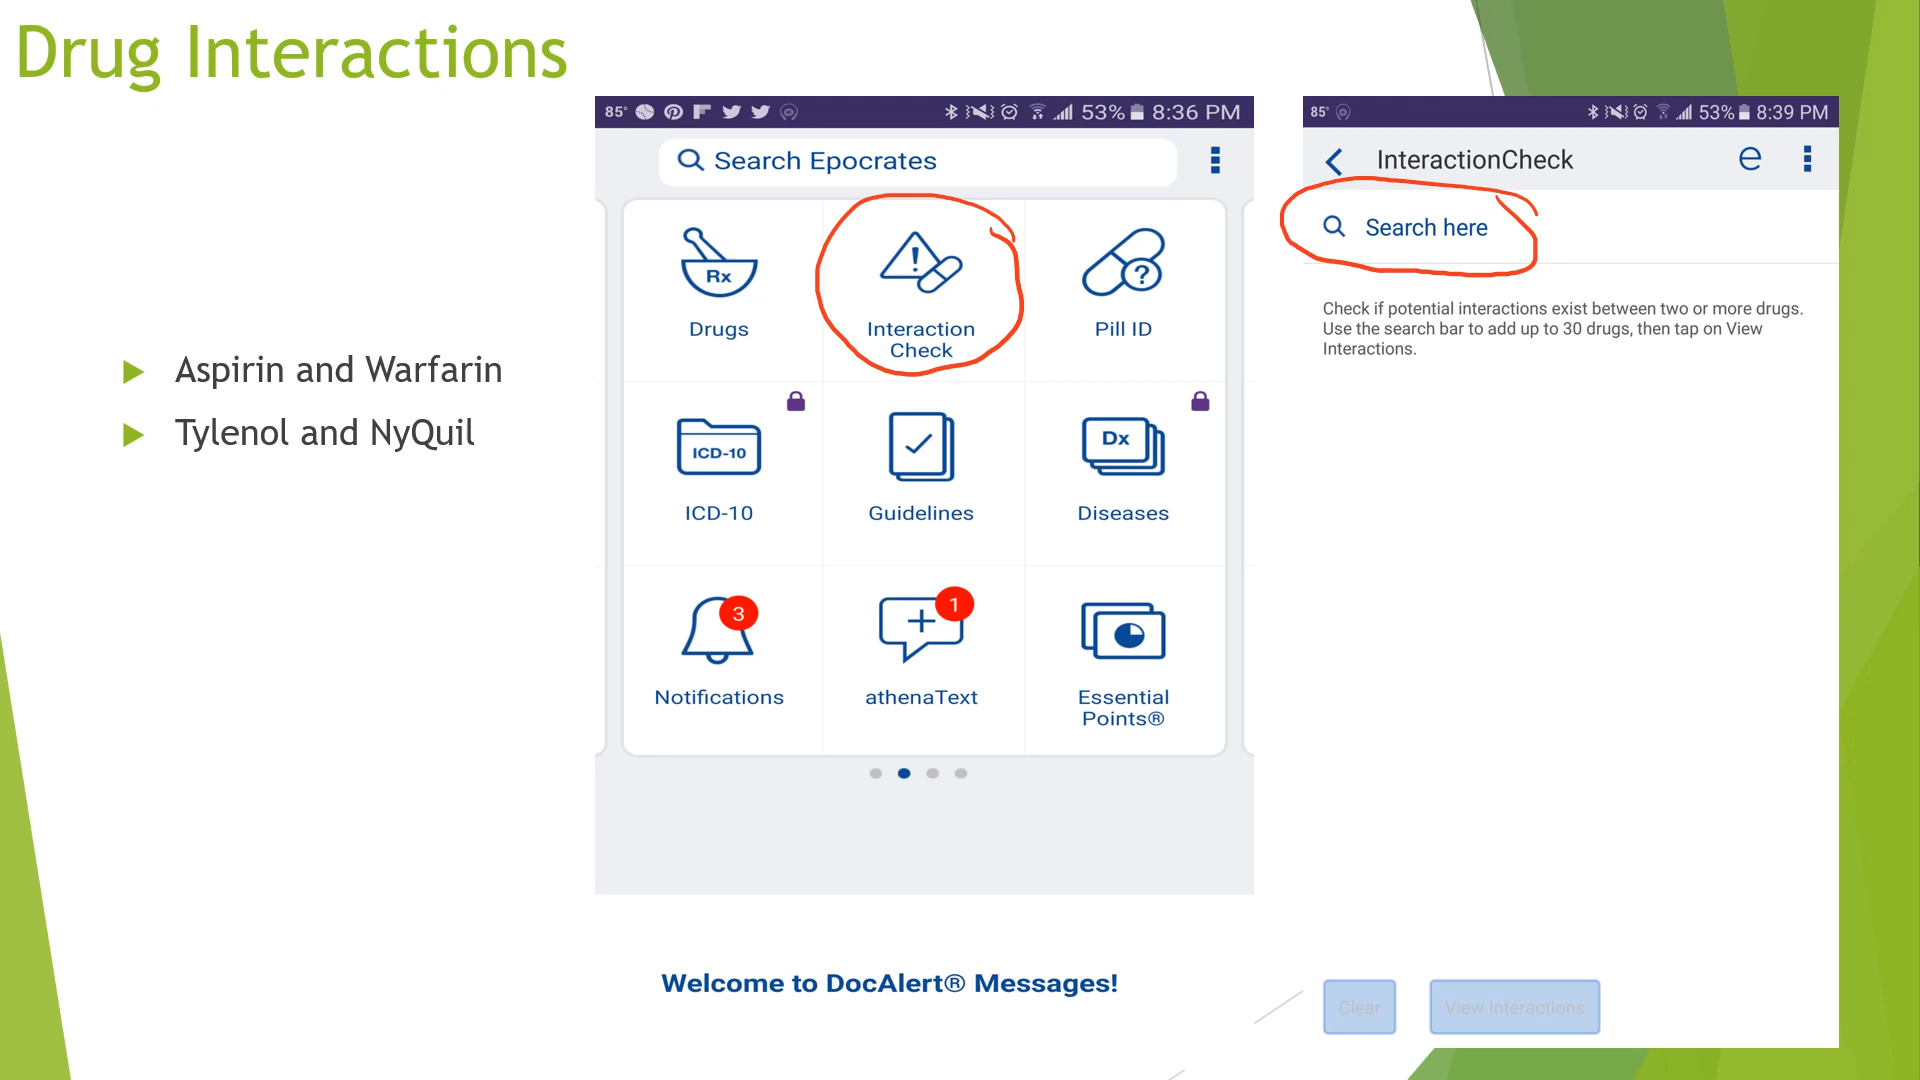 Drug Interactions
Aspirin and Warfarin
Tylenol and NyQuil
85° 53% 8:36 PM
Search Epocrates
Rx
Drugs
Interaction
Check
?
Pill ID
ICD-10
ICD-10
Guidelines
Dx
Diseases
3
Notifications
1
athenaText
Essential
Points®
Welcome to DocAlert® Messages!
85° 53% 8:39 PM
InteractionCheck
e
Search here
Check if potential interactions exist between two or more drugs.
Use the search bar to add up to 30 drugs, then tap on View
Interactions.
Clear
View Interactions